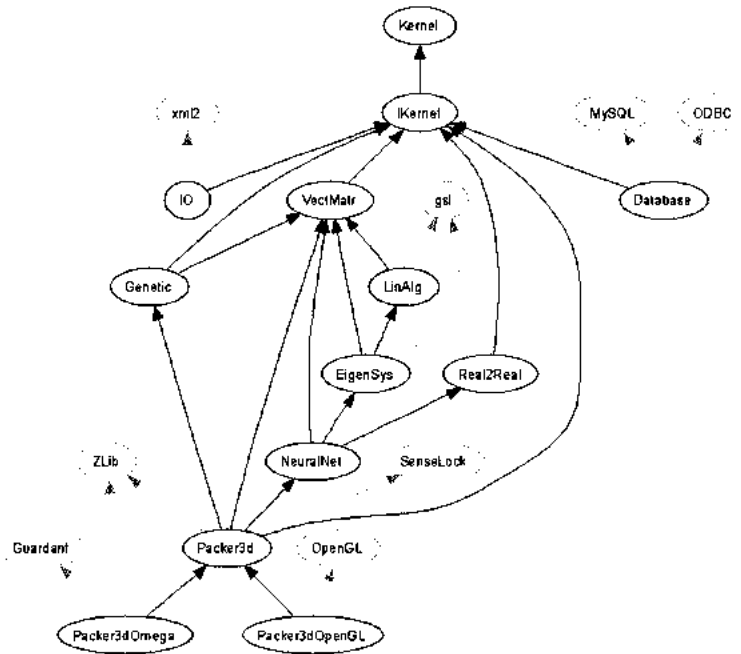 Kernel
xml2
IKernel
MySQL
ODBC
IO
VectMatr
gsl
Database
Genetic
LinAlg
EigenSys
Real2Real
ZLib
NeuralNet
SenseLock
Guardant
Packer3d
OpenGL
Packer3dOmega
Packer3dOpenGL